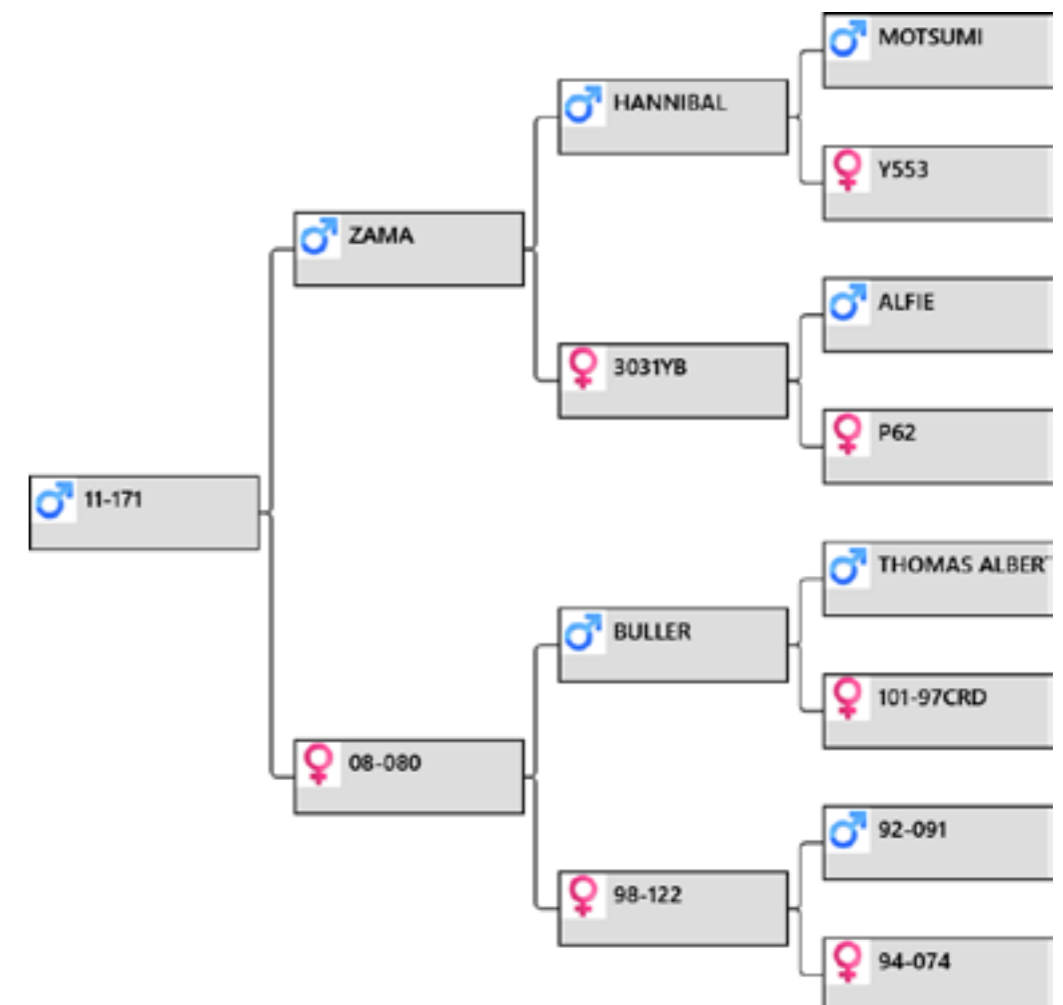 MOTSUMI
HANNIBAL
Y553
ZAMA
ALFIE
3031YB
P62
11-171
THOMAS ALBER
BULLER
101-97CRD
08-080
92-091
98-122
94-074